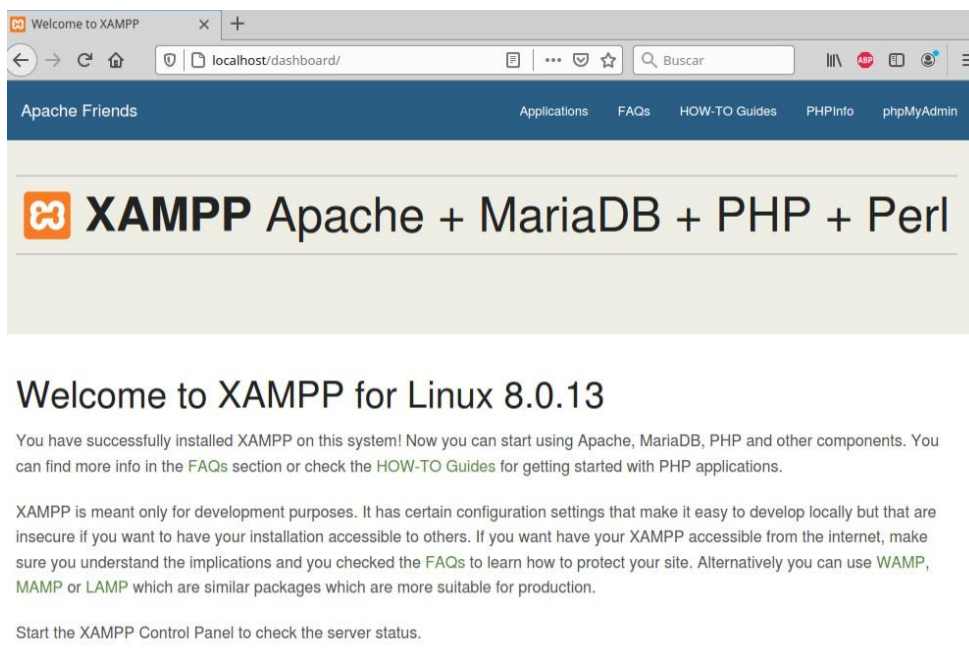 Welcome to XAMPP
localhost/dashboard/
Buscar
ABP
Apache Friends
Applications
FAQs
HOW-TO Guides
PHPInfo
phpMyAdmin
XAMPP Apache + MariaDB + PHP + Perl
Welcome to XAMPP for Linux 8.0.13
You have successfully installed XAMPP on this system! Now you can start using Apache, MariaDB, PHP and other components. You
can find more info in the FAQs section or check the HOW-TO Guides for getting started with PHP applications.
XAMPP is meant only for development purposes. It has certain configuration settings that make it easy to develop locally but that are
insecure if you want to have your installation accessible to others. If you want have your XAMPP accessible from the internet, make
sure you understand the implications and you checked the FAQs to learn how to protect your site. Alternatively you can use WAMP,
MAMP or LAMP which are similar packages which are more suitable for production.
Start the XAMPP Control Panel to check the server status.